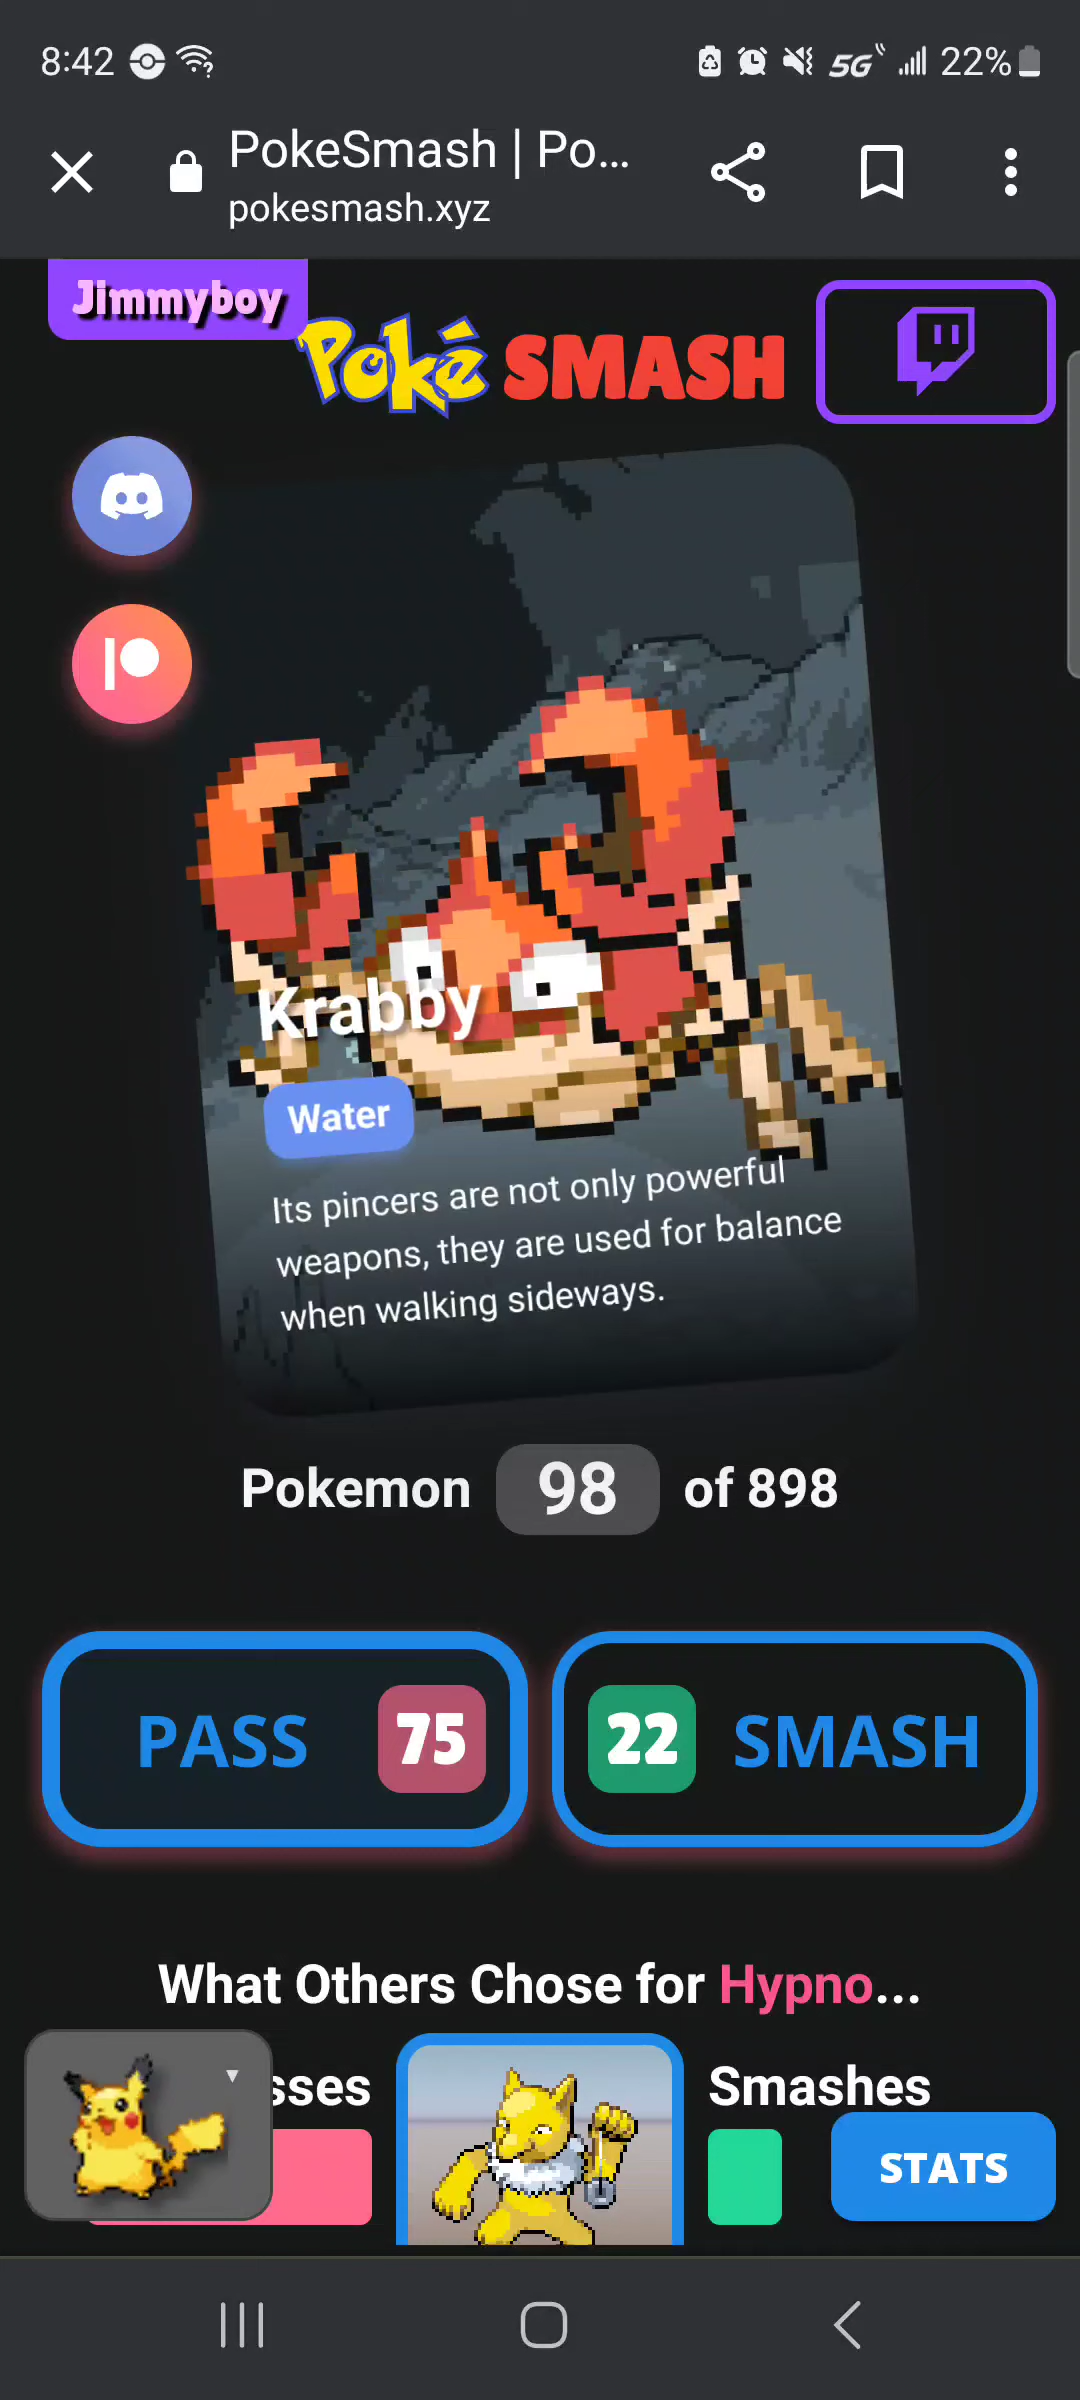 8:42
5G
22%
PokeSmash | Po...
pokesmash.xyz
Jimmyboy
Poké SMASH
Krabby
Water
Its pincers are not only powerful
weapons, they are used for balance
when walking sideways.
Pokemon 98 of 898
PASS 75
22 SMASH
What Others Chose for Hypno...
sses
Smashes
STATS